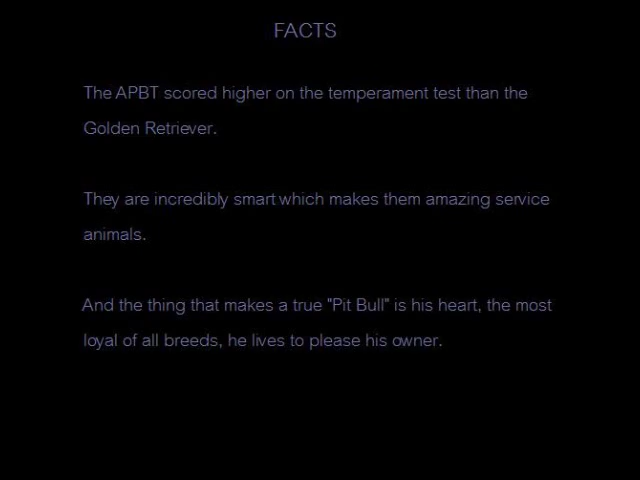 FACTS
The APBT scored higher on the temperament test than the
Golden Retriever.
They are incredibly smart which makes them amazing service
animals.
And the thing that makes a true "Pit Bull" is his heart, the most
loyal of all breeds, he lives to please his owner.